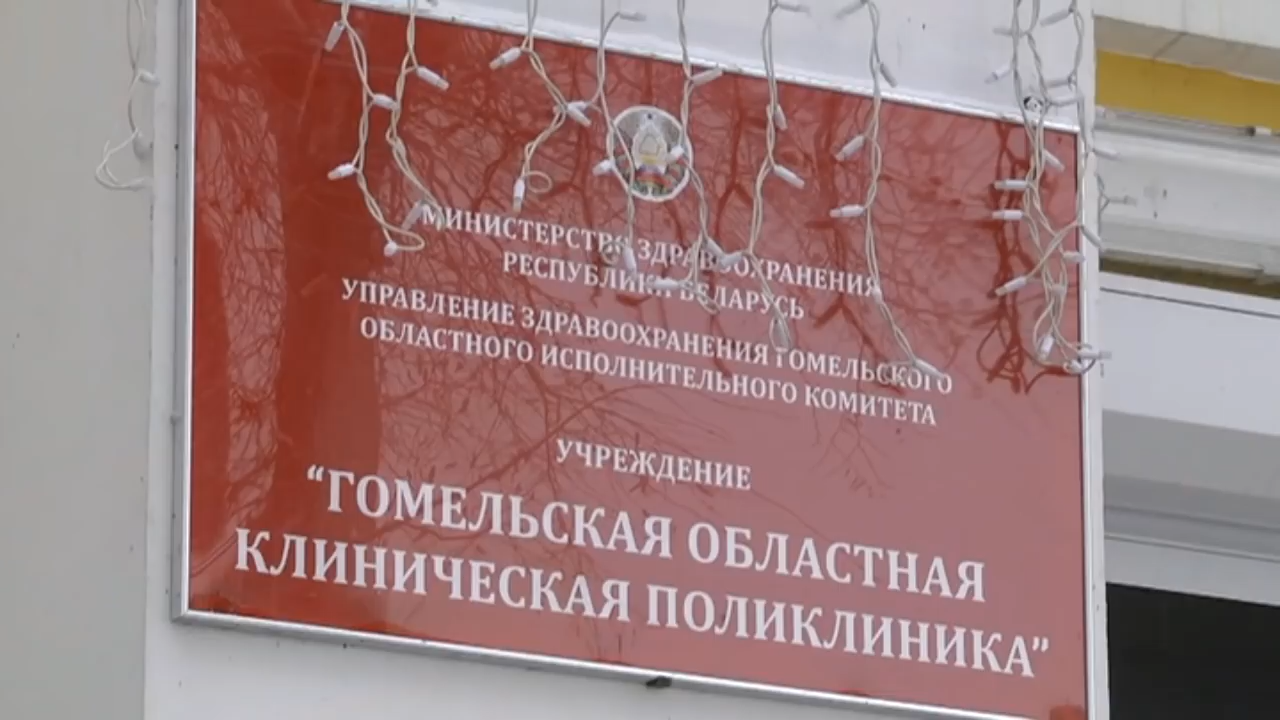 МИНИСТЕРСТВО ЗДРАВООХРАНЕНИЯ
РЕСПУБЛИКИ БЕЛАРУСЬ
УПРАВЛЕНИЕ ЗДРАВООХРАНЕНИЯ ГОМЕЛЬСКОГО
ОБЛАСТНОГО ИСПОЛНИТЕЛЬНОГО КОМИТЕТА
УЧРЕЖДЕНИЕ
“ГОМЕЛЬСКАЯ ОБЛАСТНАЯ
КЛИНИЧЕСКАЯ ПОЛИКЛИНИКА”